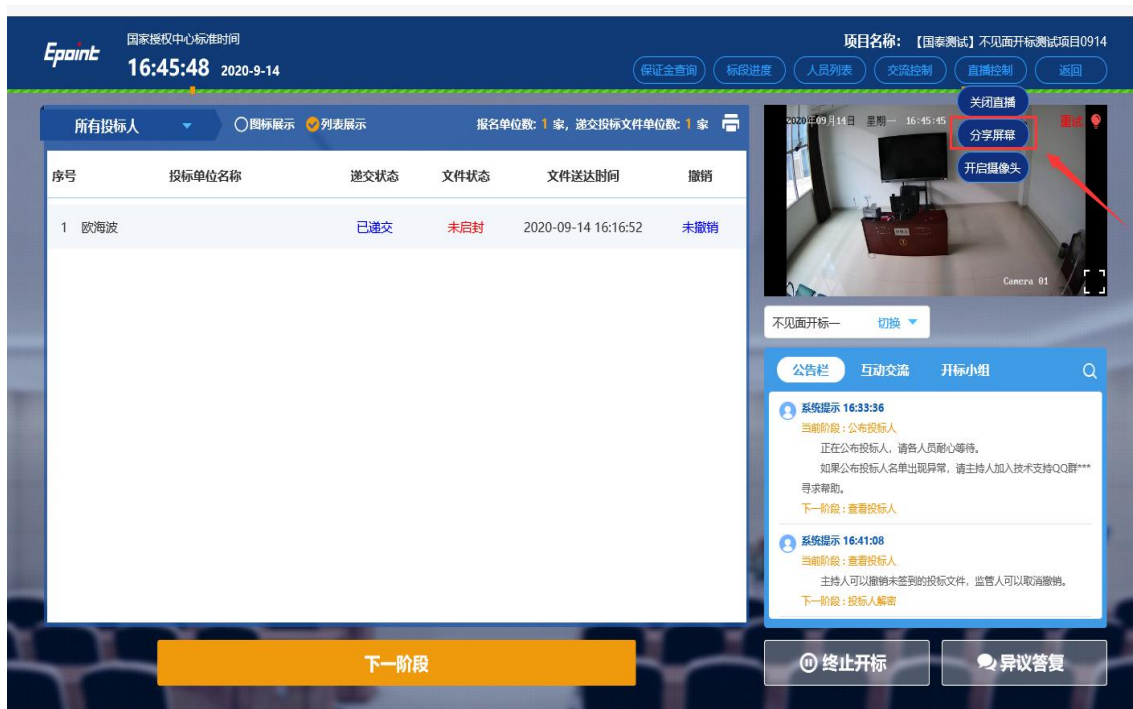 Epoint
国家授权中心标准时间
16:45:48 2020-9-14
项目名称：【国泰测试】不见面开标测试项目0914
保证金查询 标段进度 人员列表 交流控制 直播控制 返回
关闭直播
分享屏幕
开启摄像头
所有投标人 图标展示 列表展示 报名单位数: 1 家，递交投标文件单位数: 1 家
序号 投标单位名称 递交状态 文件状态 文件送达时间 撤销
1 欧海波 已递交 未启封 2020-09-14 16:16:52 未撤销
2020年09月14日 星期一 16:45:45
重试
Camera 01
不见面开标一 切换
公告栏 互动交流 开标小组
系统提示 16:33:36
当前阶段：公布投标人
正在公布投标人，请各人员耐心等待。
如果公布投标人名单出现异常，请主持人加入技术支持QQ群***
寻求帮助。
下一阶段：查看投标人
系统提示 16:41:08
当前阶段：查看投标人
主持人可以撤销未签到的投标文件，监管人可以取消撤销。
下一阶段：投标人解密
下一阶段
终止开标
异议答复